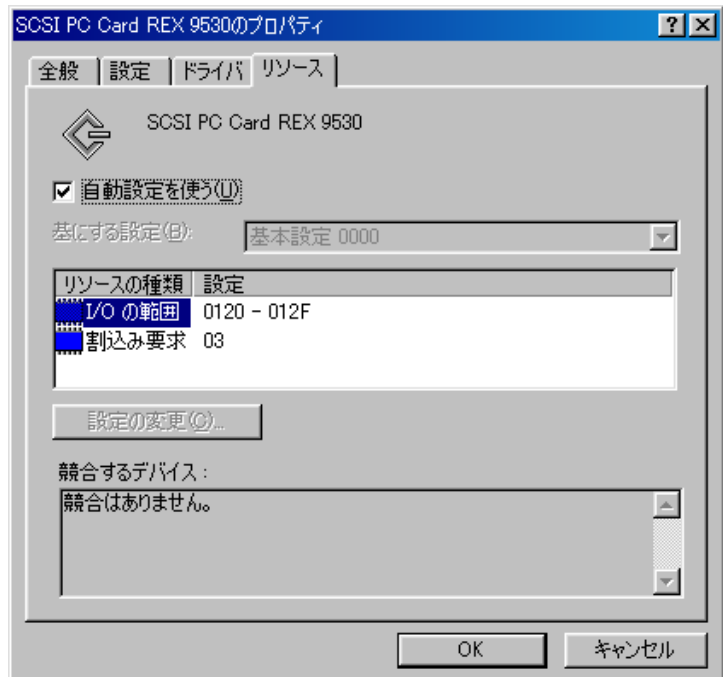 SCSI PC Card REX 9530のプロパティ
全般 設定 ドライバ リソース
SCSI PC Card REX 9530
自動設定を使う(U)
基にする設定(B): 基本設定 0000
リソースの種類 設定
I/O の範囲 0120 - 012F
割込み要求 03
設定の変更(C)...
競合するデバイス :
競合はありません。
OK キャンセル